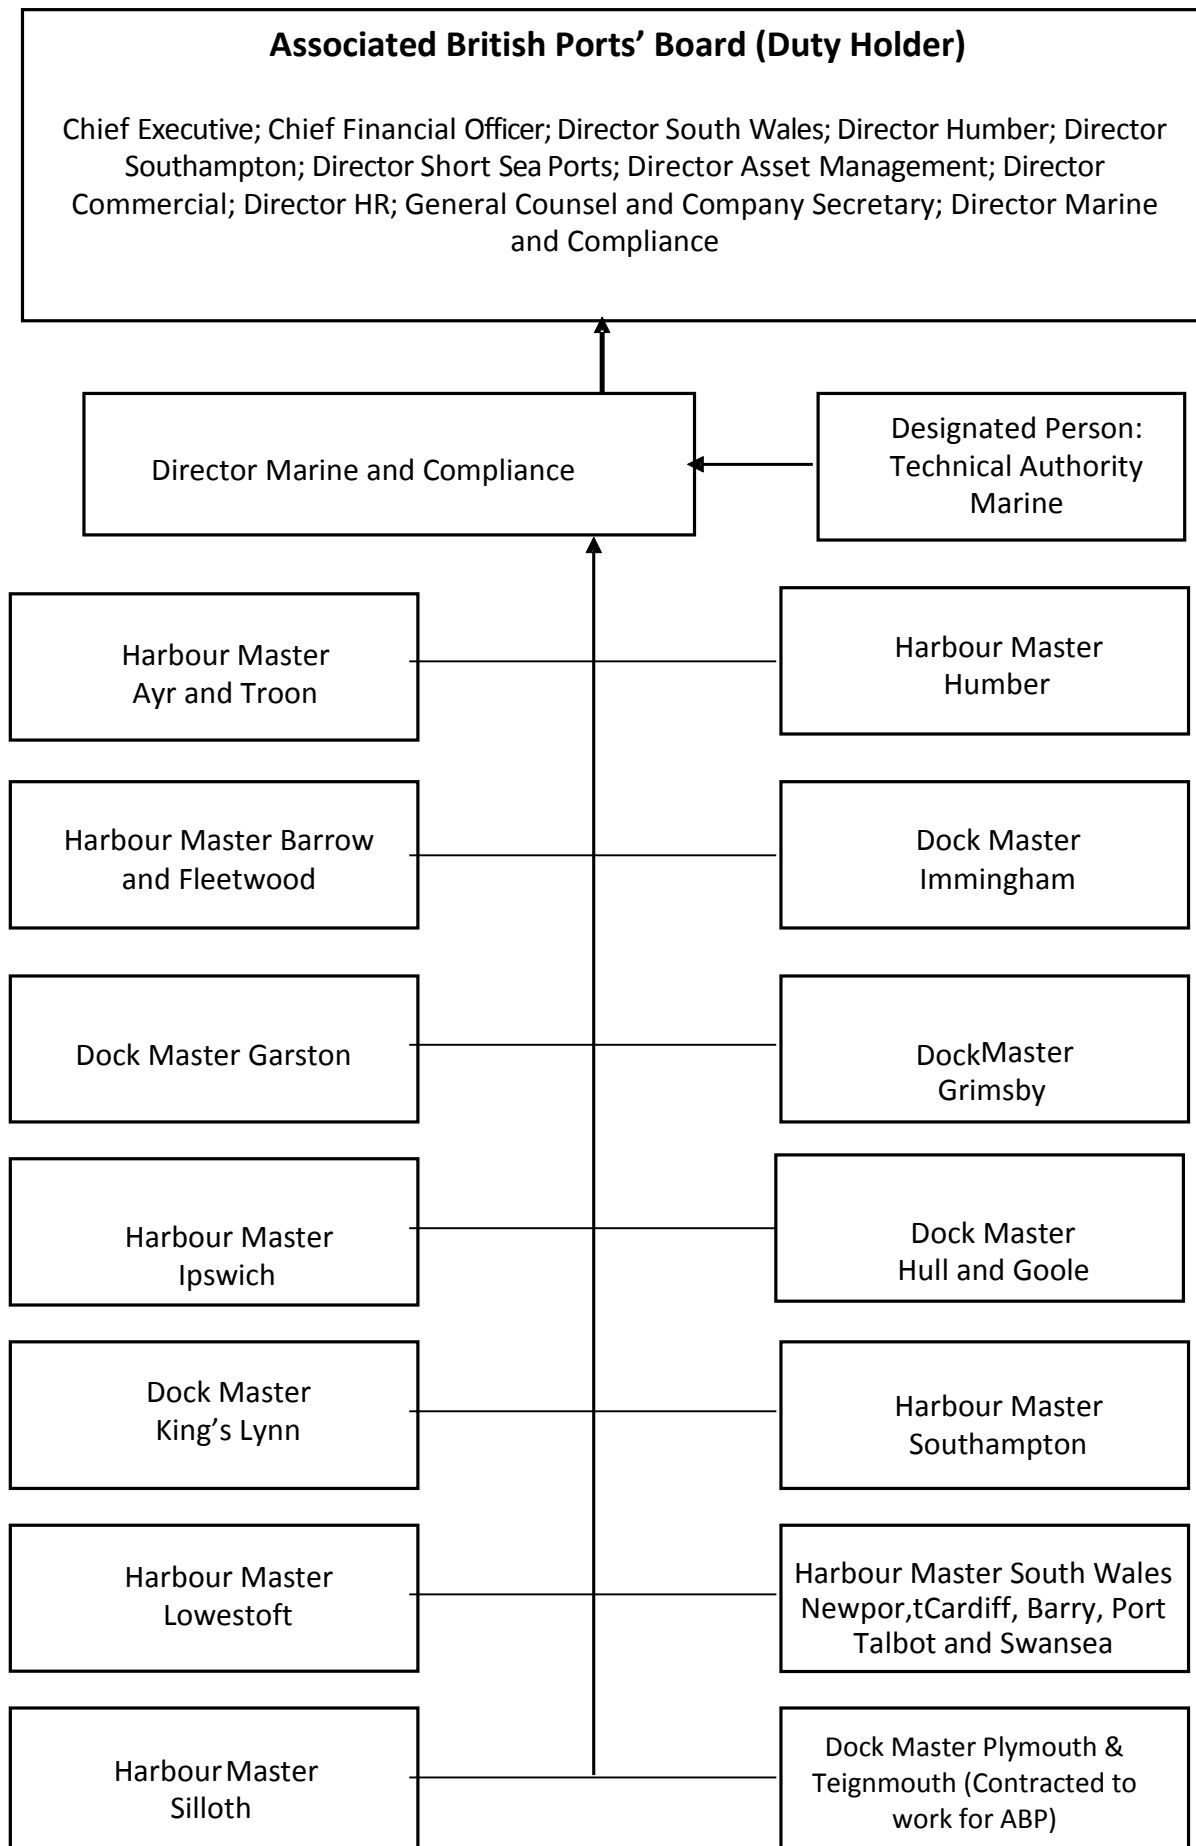 Associated British Ports’ Board (Duty Holder)
Chief Executive; Chief Financial Officer; Director South Wales; Director Humber; Director
Southampton; Director Short Sea Ports; Director Asset Management; Director
Commercial; Director HR; General Counsel and Company Secretary; Director Marine
and Compliance
Director Marine and Compliance
Designated Person:
Technical Authority
Marine
Harbour Master
Ayr and Troon
Harbour Master
Humber
Harbour Master Barrow
and Fleetwood
Dock Master
Immingham
Dock Master Garston
Dock Master
Grimsby
Harbour Master
Ipswich
Dock Master
Hull and Goole
Dock Master
King’s Lynn
Harbour Master
Southampton
Harbour Master
Lowestoft
Harbour Master South Wales
Newpor,tCardiff, Barry, Port
Talbot and Swansea
Harbour Master
Silloth
Dock Master Plymouth &
Teignmouth (Contracted to
work for ABP)